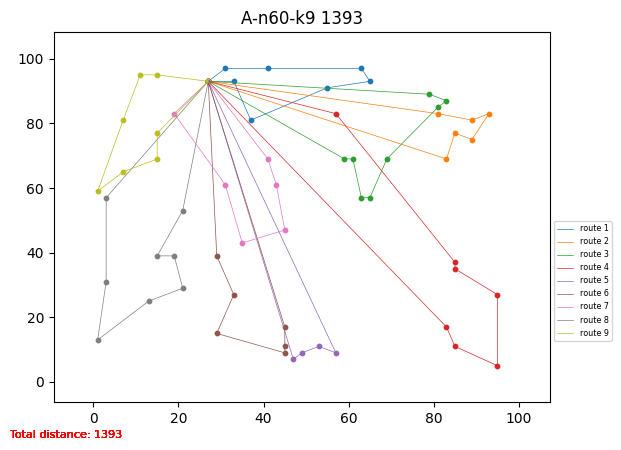 A-n60-k9 1393
100
80
60
40
20
0
0 20 40 60 80 100
route 1
route 2
route 3
route 4
route 5
route 6
route 7
route 8
route 9
Total distance: 1393